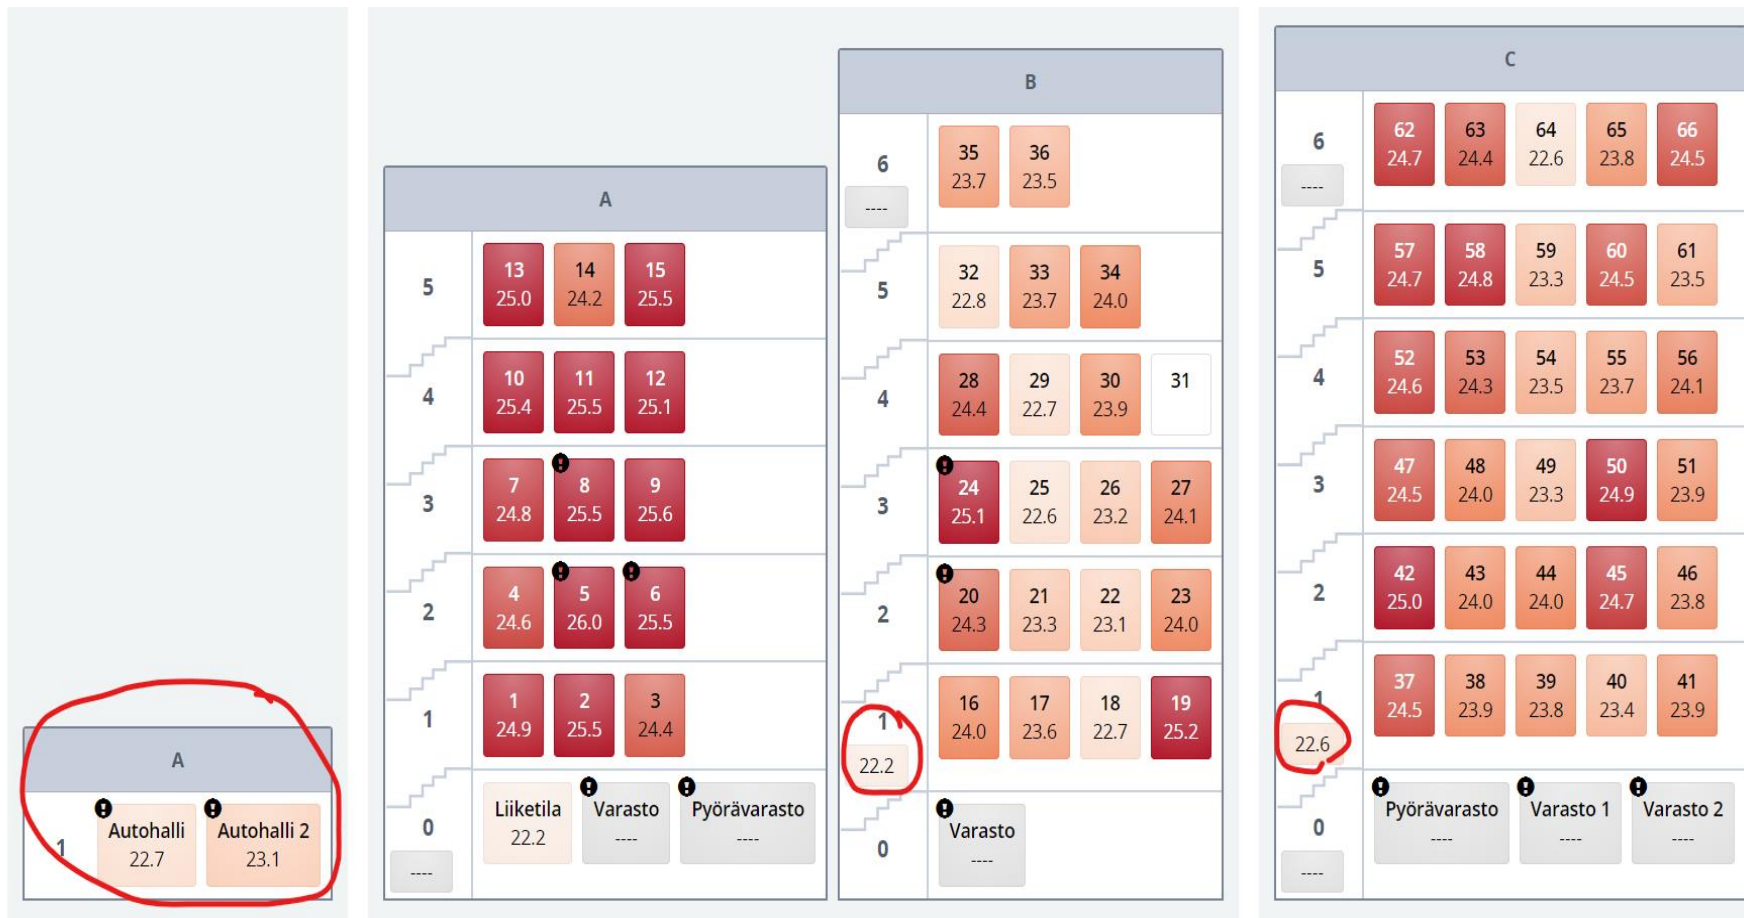 A
1
Autohalli Autohalli 2
22.7 23.1
A
5
13 14 15
25.0 24.2 25.5
4
10 11 12
25.4 25.5 25.1
3
7 8 9
24.8 25.5 25.6
2
4 5 6
24.6 26.0 25.5
1
1 2 3
24.9 25.5 24.4
0
----
Liiketila Varasto Pyörävarasto
22.2 ---- ----
B
6
----
35 36
23.7 23.5
5
32 33 34
22.8 23.7 24.0
4
28 29 30 31
24.4 22.7 23.9
3
24 25 26 27
25.1 22.6 23.2 24.1
2
20 21 22 23
24.3 23.3 23.1 24.0
1
22.2
16 17 18 19
24.0 23.6 22.7 25.2
0
Varasto
----
C
6
----
62 63 64 65 66
24.7 24.4 22.6 23.8 24.5
5
57 58 59 60 61
24.7 24.8 23.3 24.5 23.5
4
52 53 54 55 56
24.6 24.3 23.5 23.7 24.1
3
47 48 49 50 51
24.5 24.0 23.3 24.9 23.9
2
42 43 44 45 46
25.0 24.0 24.0 24.7 23.8
1
22.6
37 38 39 40 41
24.5 23.9 23.8 23.4 23.9
0
----
Pyörävarasto Varasto 1 Varasto 2
---- ---- ----